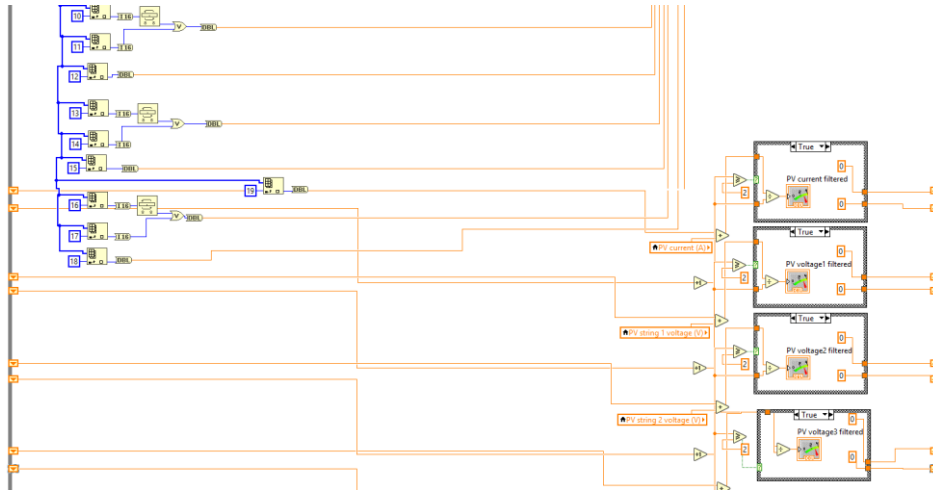 10
I16
DBL
11
I16
12
DBL
13
I16
DBL
14
I16
15
DBL
19
DBL
16
I16
DBL
17
I16
18
DBL
True
PV current filtered
0
0
2
PV current (A)
True
PV voltage1 filtered
0
0
2
+1
PV string 1 voltage (V)
True
PV voltage2 filtered
0
0
2
+1
PV string 2 voltage (V)
True
PV voltage3 filtered
0
0
2
+1